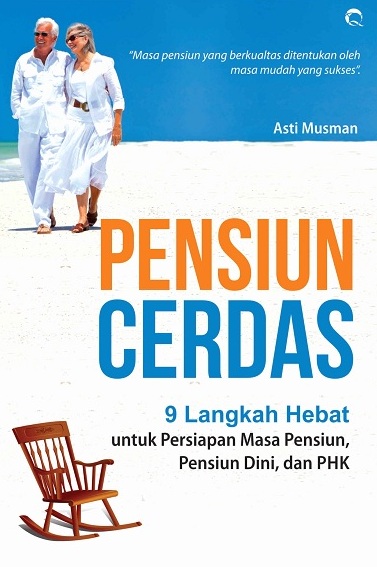 “Masa pensiun yang berkualtas ditentukan oleh
masa mudah yang sukses”.
Asti Musman
PENSIUN
CERDAS
9 Langkah Hebat
untuk Persiapan Masa Pensiun,
Pensiun Dini, dan PHK